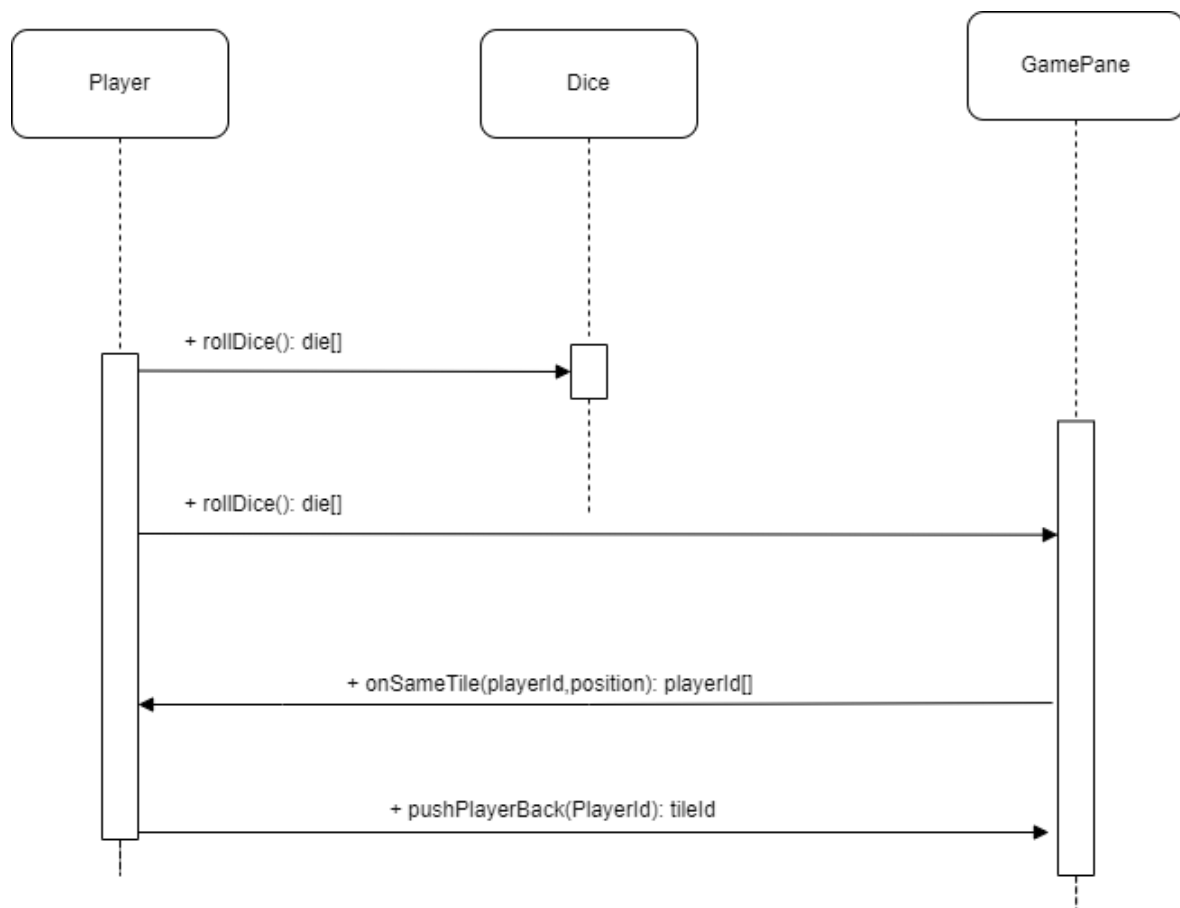 Player
Dice
GamePane
+ rollDice(): die[]
+ rollDice(): die[]
+ onSameTile(playerId,position): playerId[]
+ pushPlayerBack(PlayerId): tileId